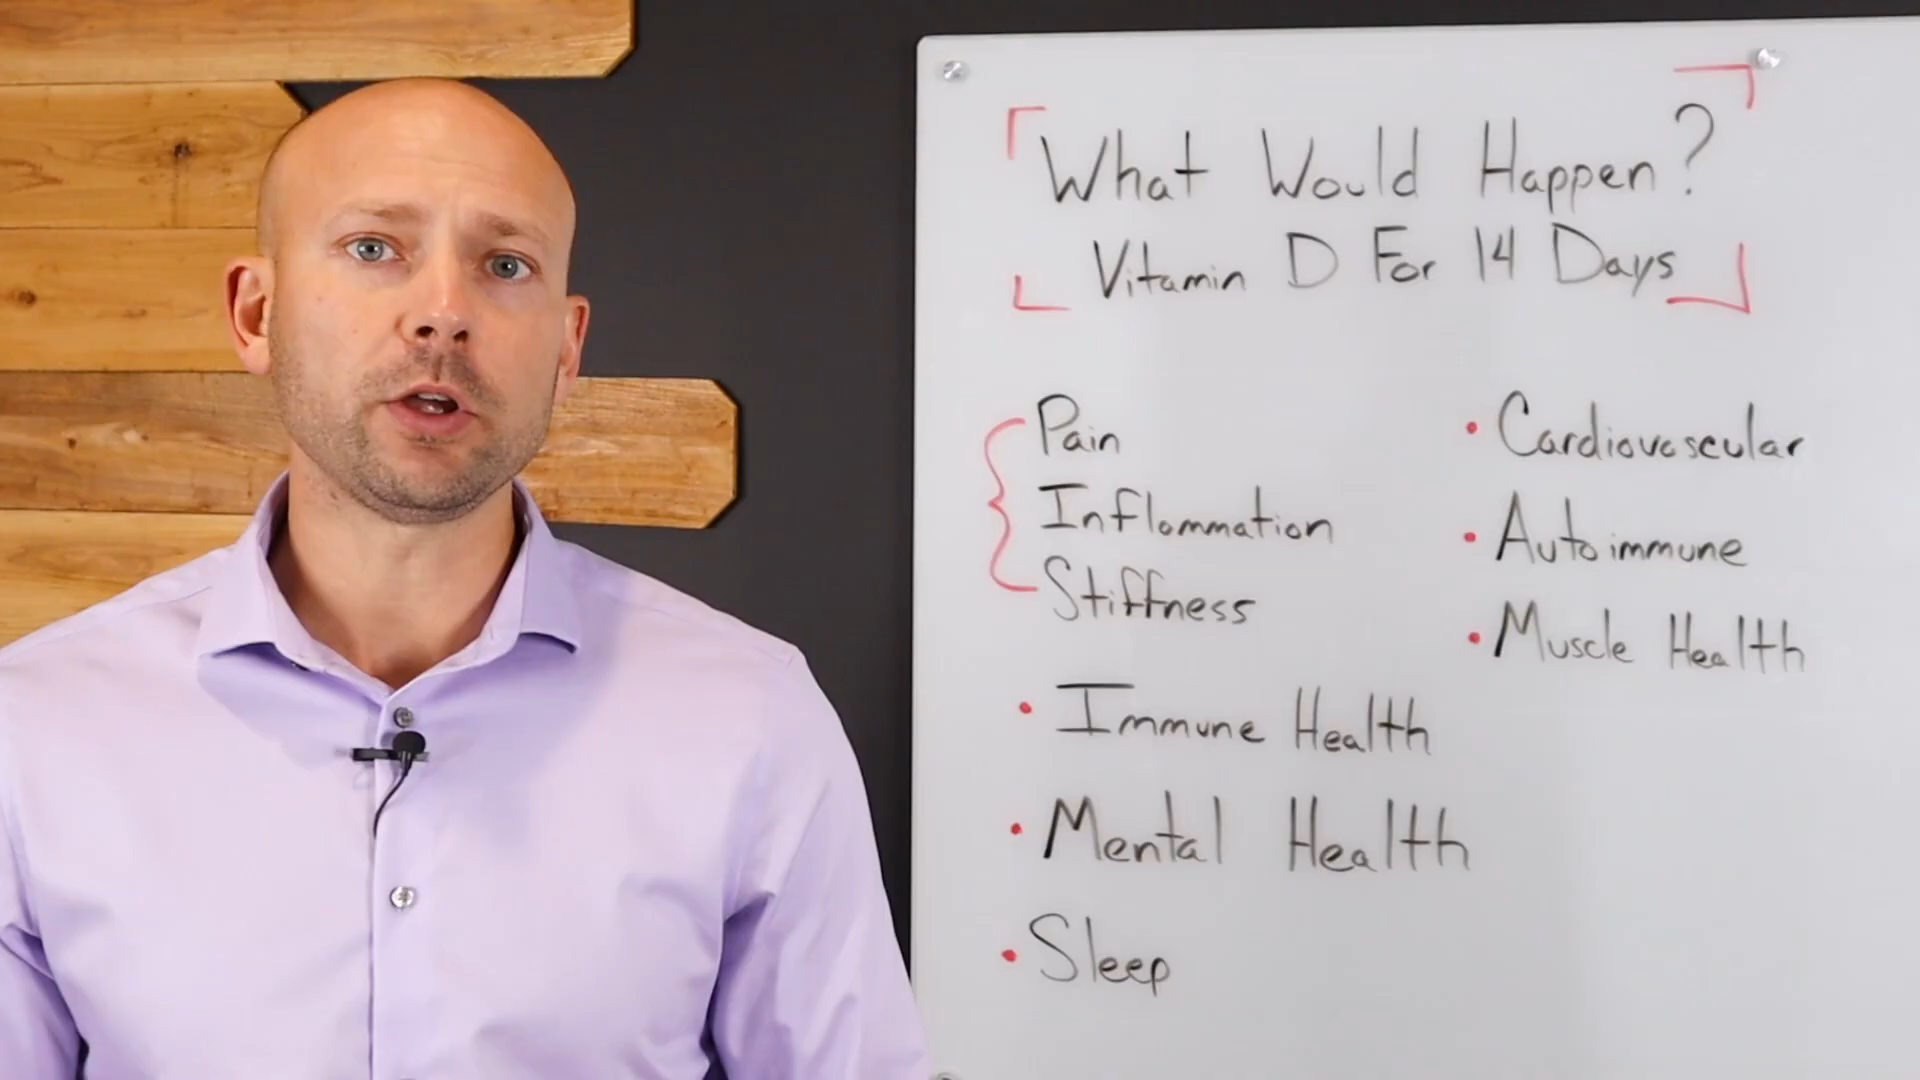 What Would Happen?
Vitamin D For 14 Days
Pain
Inflammation
Stiffness
• Immune Health
• Mental Health
• Sleep
• Cardiovascular
• Autoimmune
• Muscle Health